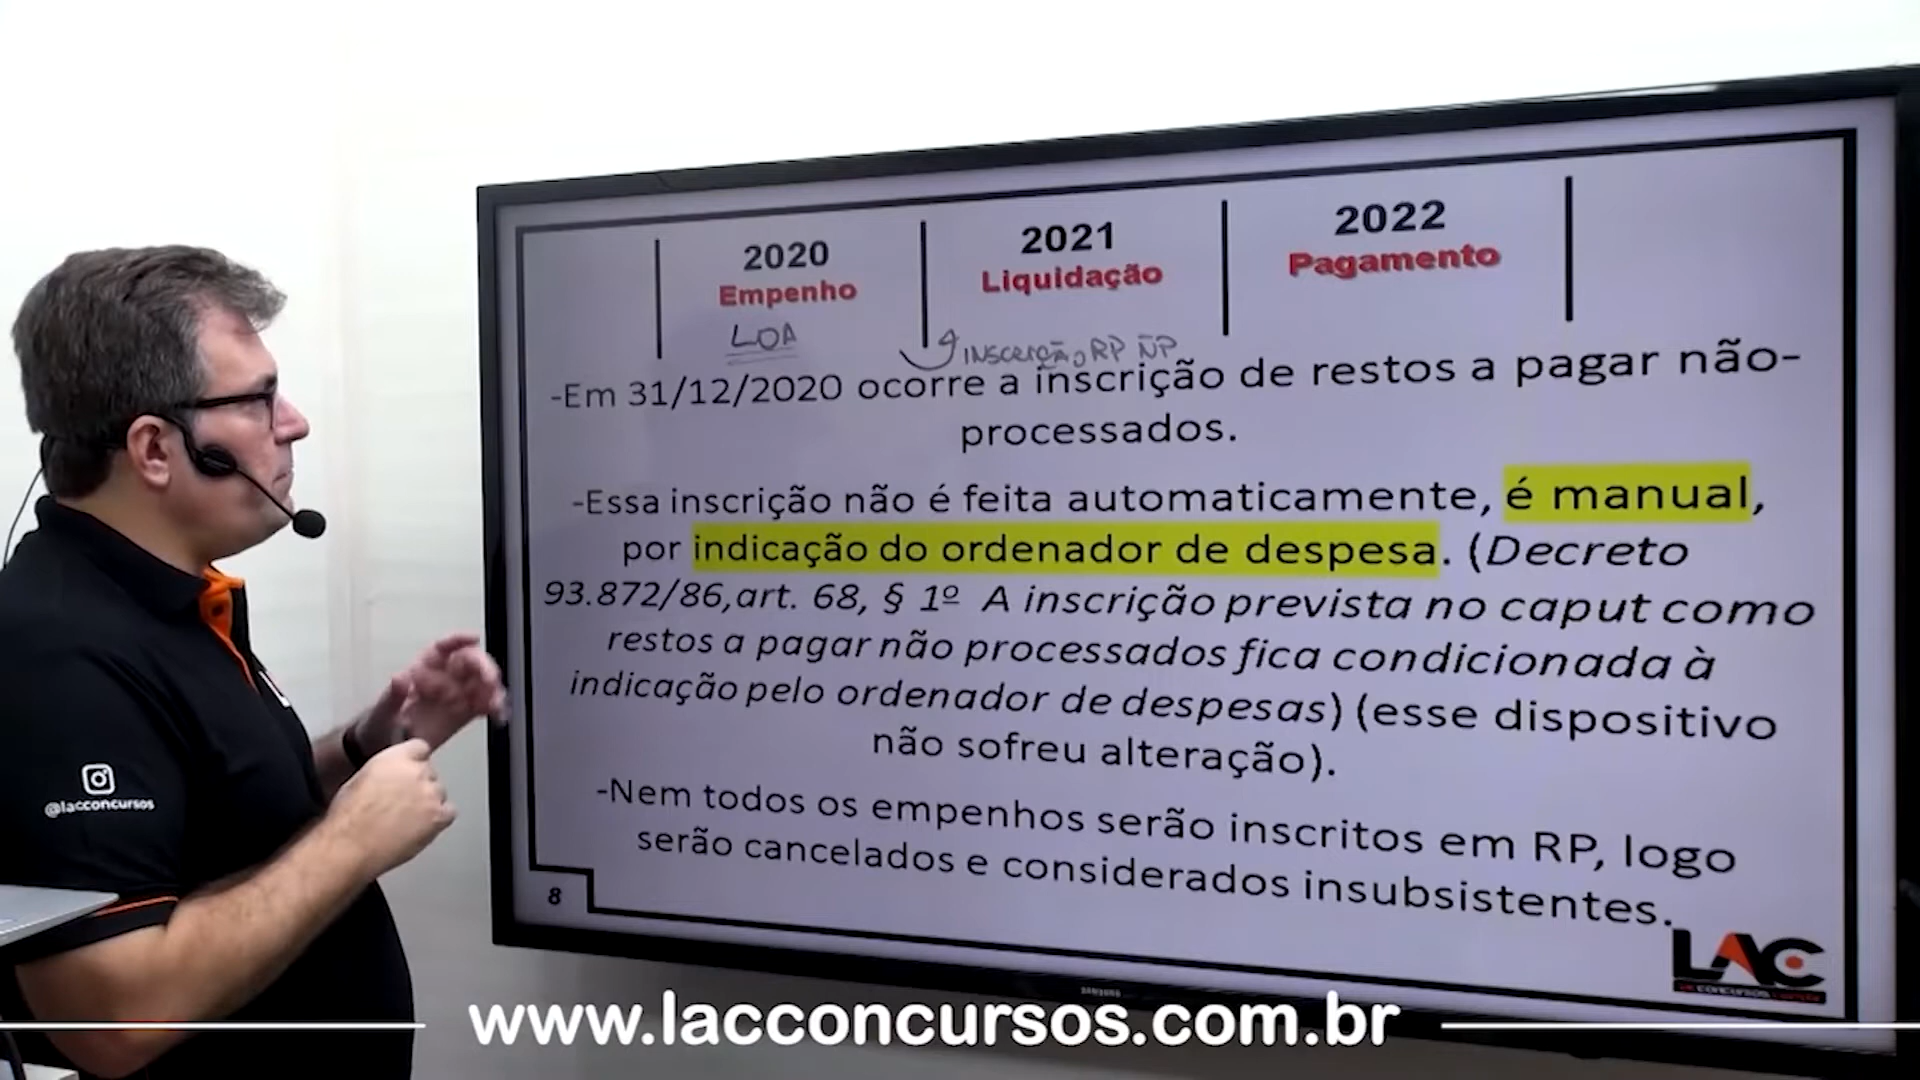 2020
Empenho
2021
Liquidação
2022
Pagamento
LOA
INSCRIÇÃO RP ÑP
-Em 31/12/2020 ocorre a inscrição de restos a pagar não-
processados.
-Essa inscrição não é feita automaticamente, é manual,
por indicação do ordenador de despesa. (Decreto
93.872/86,art. 68, § 1º A inscrição prevista no caput como
restos a pagar não processados fica condicionada à
indicação pelo ordenador de despesas) (esse dispositivo
não sofreu alteração).
-Nem todos os empenhos serão inscritos em RP, logo
serão cancelados e considerados insubsistentes.
8
LAC
@lacconcursos
SAMSUNG
www.lacconcursos.com.br